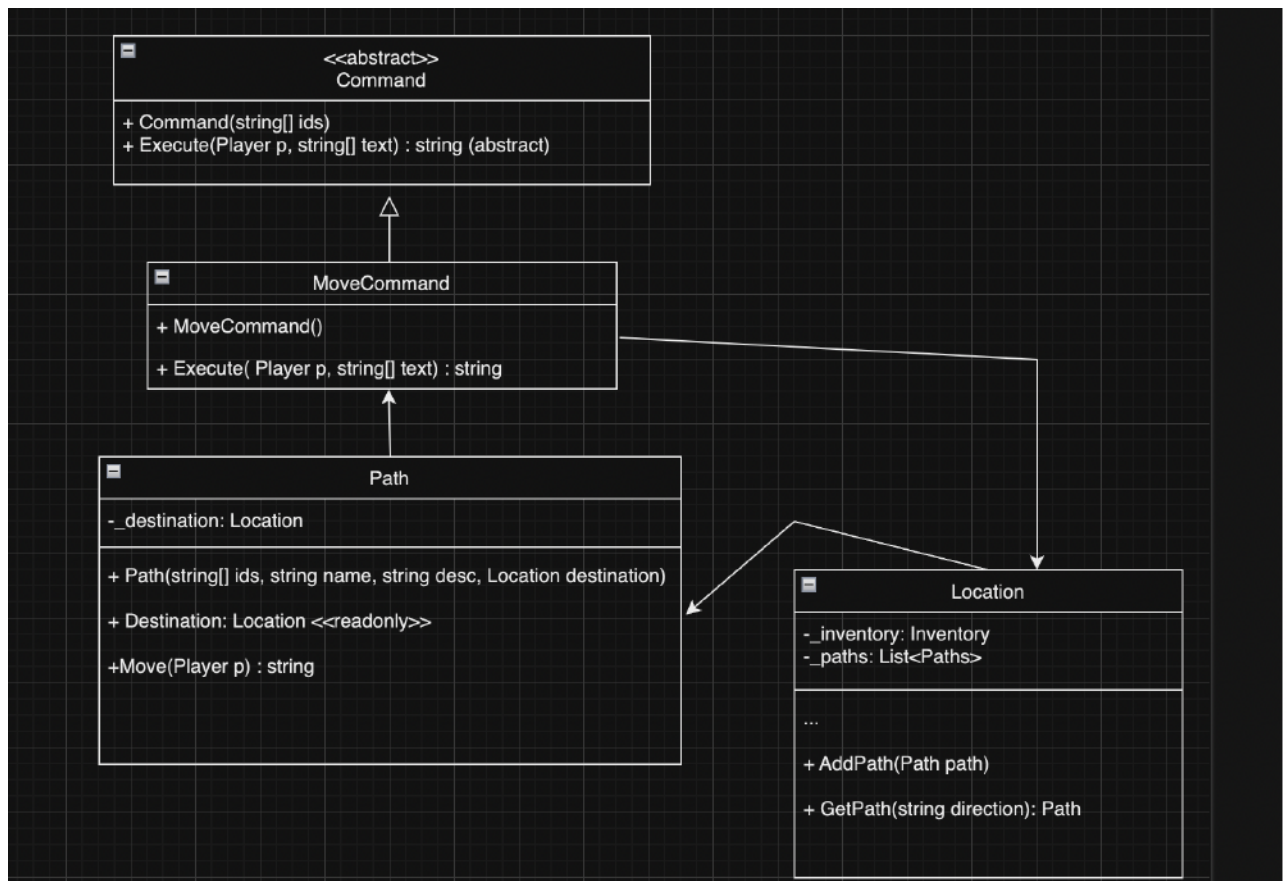 <<abstract>>
Command
+ Command(string[] ids)
+ Execute(Player p, string[] text) : string (abstract)
MoveCommand
+ MoveCommand()
+ Execute( Player p, string[] text) : string
Path
-_destination: Location
+ Path(string[] ids, string name, string desc, Location destination)
+ Destination: Location <<readonly>>
+Move(Player p) : string
Location
-_inventory: Inventory
-_paths: List<Paths>
...
+ AddPath(Path path)
+ GetPath(string direction): Path